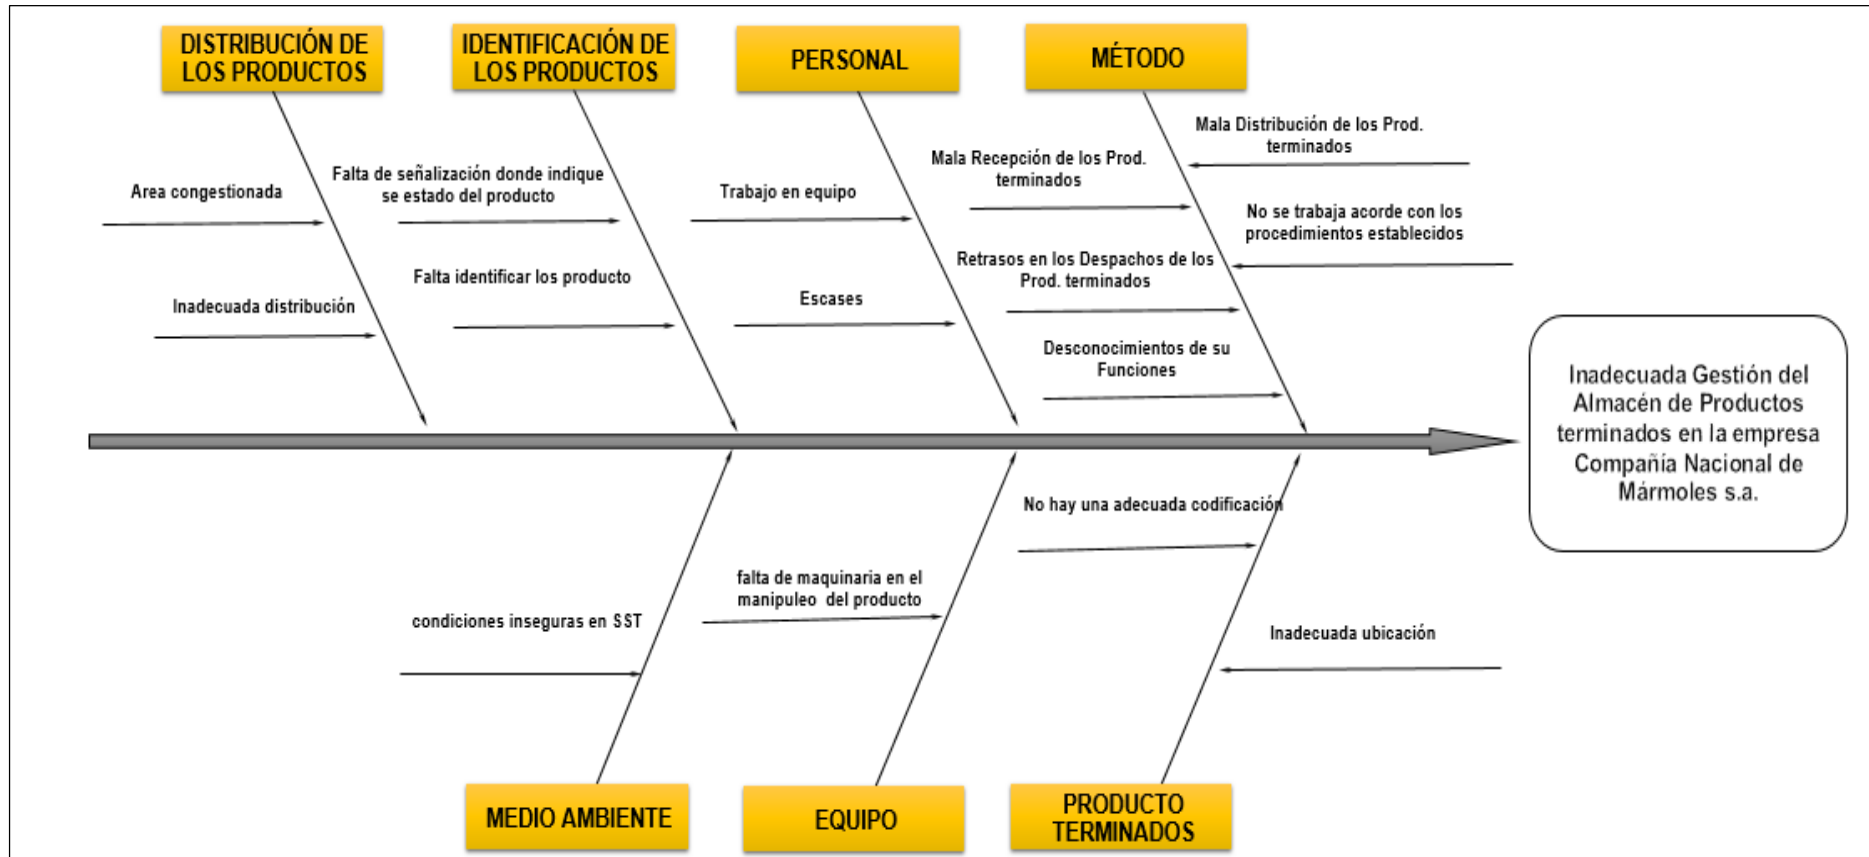 DISTRIBUCIÓN DE
LOS PRODUCTOS
IDENTIFICACIÓN DE
LOS PRODUCTOS
PERSONAL
MÉTODO
Area congestionada
Inadecuada distribución
Falta de señalización donde indique
se estado del producto
Falta identificar los producto
Trabajo en equipo
Escases
Mala Recepción de los Prod.
terminados
Retrasos en los Despachos de los
Prod. terminados
Desconocimientos de su
Funciones
Mala Distribución de los Prod.
terminados
No se trabaja acorde con los
procedimientos establecidos
Inadecuada Gestión del
Almacén de Productos
terminados en la empresa
Compañía Nacional de
Mármoles s.a.
condiciones inseguras en SST
falta de maquinaria en el
manipuleo del producto
No hay una adecuada codificación
Inadecuada ubicación
MEDIO AMBIENTE
EQUIPO
PRODUCTO
TERMINADOS